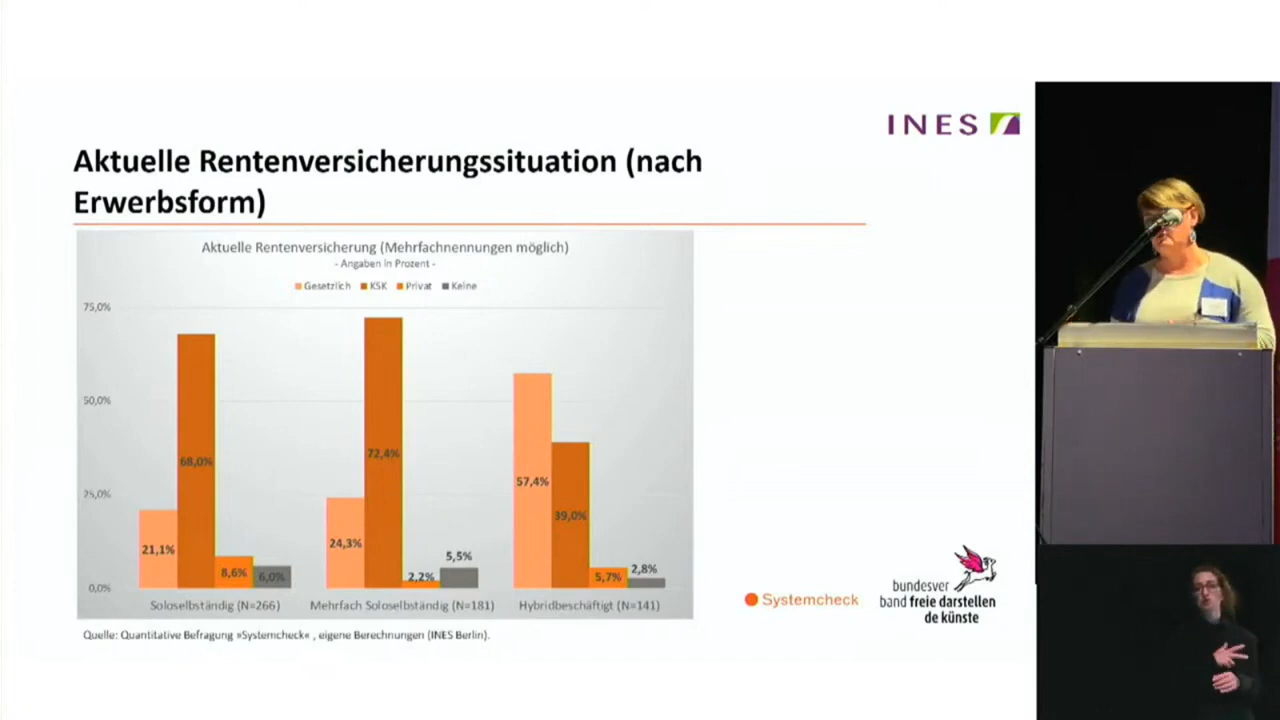 INES
Aktuelle Rentenversicherungssituation (nach
Erwerbsform)
Aktuelle Rentenversicherung (Mehrfachnennungen möglich)
- Angaben in Prozent -
Gesetzlich KSK Privat Keine
75,0%
50,0%
25,0%
0,0%
21,1%
68,0%
8,6%
6,0%
24,3%
72,4%
2,2%
5,5%
57,4%
39,0%
5,7%
2,8%
Soloselbständig (N=266)
Mehrfach Soloselbständig (N=181)
Hybridbeschäftigt (N=141)
Quelle: Quantitative Befragung »Systemcheck« , eigene Berechnungen (INES Berlin).
Systemcheck
bundesver
band freie darstellen
de künste